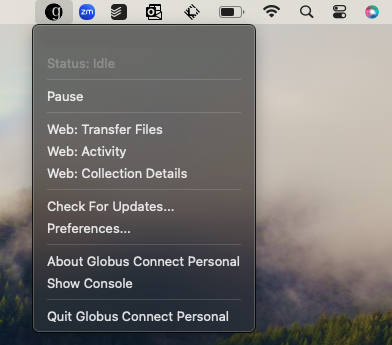 g
zm
Status: Idle
Pause
Web: Transfer Files
Web: Activity
Web: Collection Details
Check For Updates...
Preferences...
About Globus Connect Personal
Show Console
Quit Globus Connect Personal